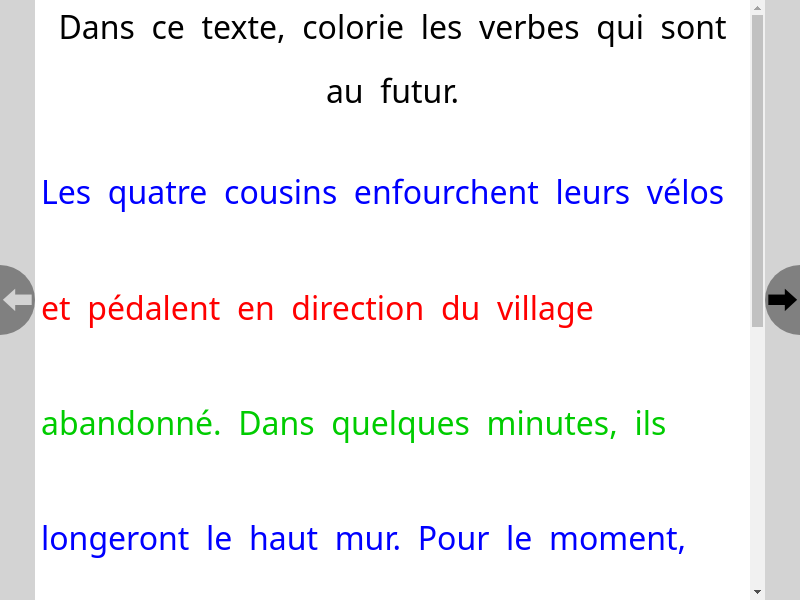 Dans ce texte, colorie les verbes qui sont
au futur.
Les quatre cousins enfourchent leurs vélos
et pédalent en direction du village
abandonné. Dans quelques minutes, ils
longeront le haut mur. Pour le moment,